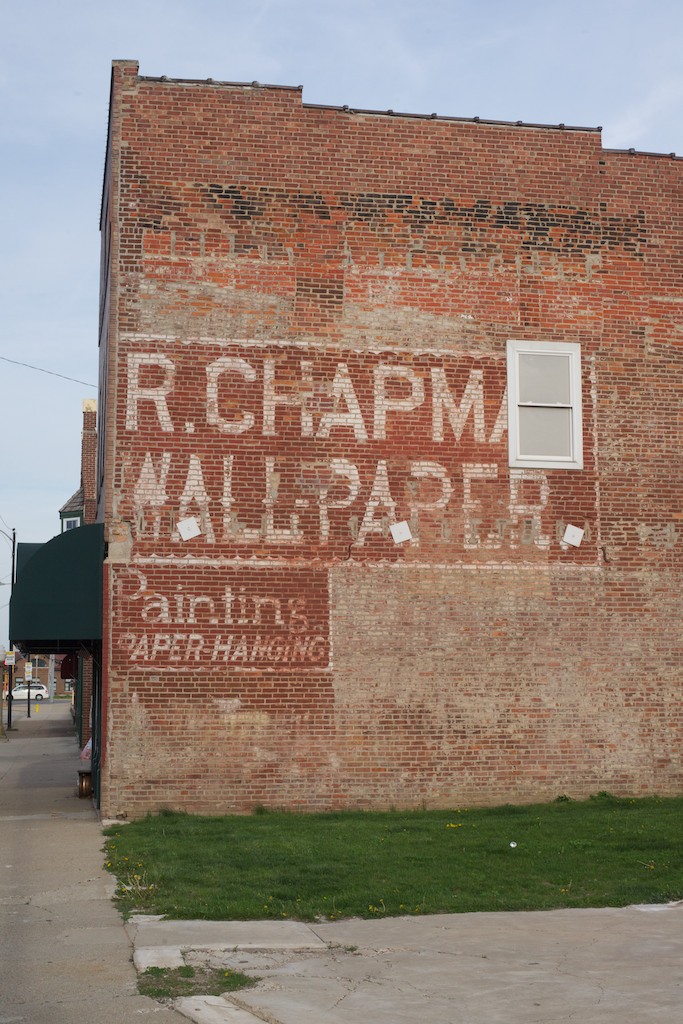 R. CHAPMA
WALL-PAPER.
Painting.
PAPER-HANGING